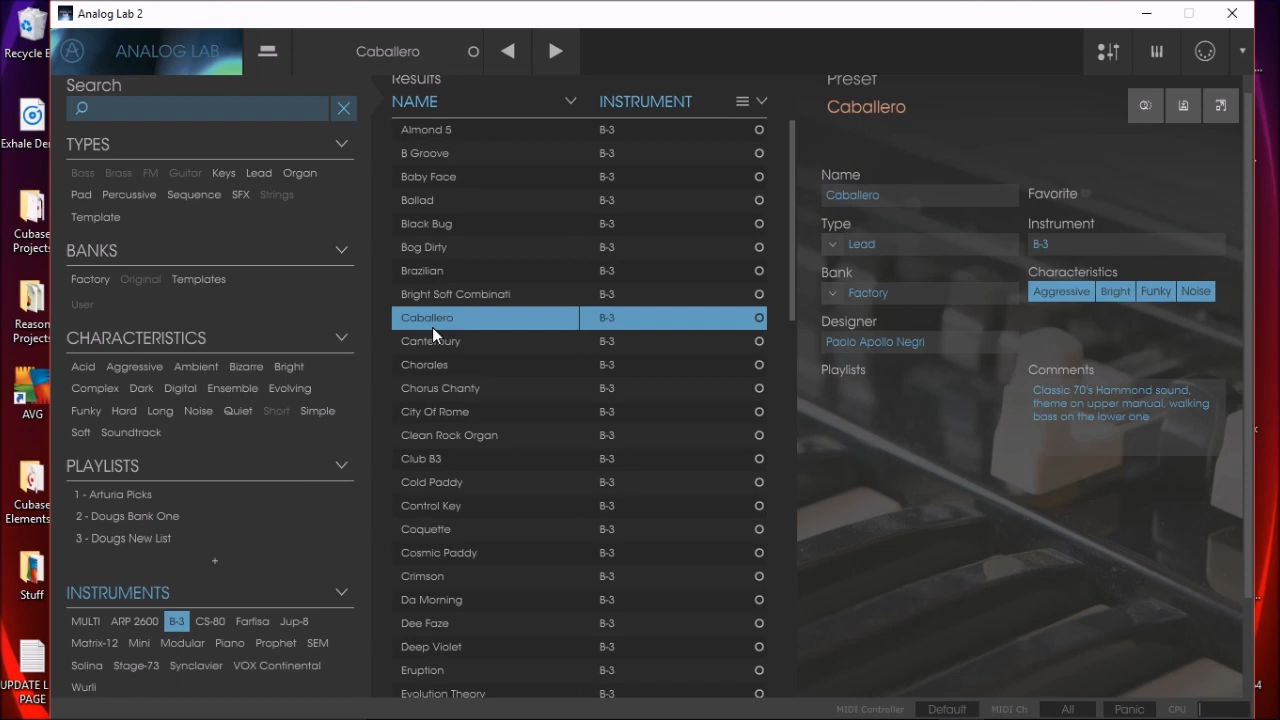 Analog Lab 2
ANALOG LAB
Caballero
Search
TYPES
Bass Brass FM Guitar Keys Lead Organ
Pad Percussive Sequence SFX Strings
Template
BANKS
Factory Original Templates
User
CHARACTERISTICS
Acid Aggressive Ambient Bizarre Bright
Complex Dark Digital Ensemble Evolving
Funky Hard Long Noise Quiet Short Simple
Soft Soundtrack
PLAYLISTS
1 - Arturia Picks
2 - Dougs Bank One
3 - Dougs New List
+
INSTRUMENTS
MULTI ARP 2600 B-3 CS-80 Farfisa Jup-8
Matrix-12 Mini Modular Piano Prophet SEM
Solina Stage-73 Synclavier VOX Continental
Wurli
Results
NAME INSTRUMENT
Almond 5 B-3
B Groove B-3
Baby Face B-3
Ballad B-3
Black Bug B-3
Bog Dirty B-3
Brazilian B-3
Bright Soft Combinati B-3
Caballero B-3
Canterbury B-3
Chorales B-3
Chorus Chanty B-3
City Of Rome B-3
Clean Rock Organ B-3
Club B3 B-3
Cold Paddy B-3
Control Key B-3
Coquette B-3
Cosmic Paddy B-3
Crimson B-3
Da Morning B-3
Dee Faze B-3
Deep Violet B-3
Eruption B-3
Evolution Theory B-3
Preset
Caballero
Name
Caballero
Favorite
Type
Lead
Instrument
B-3
Bank
Factory
Characteristics
Aggressive Bright Funky Noise
Designer
Paolo Apollo Negri
Playlists
Comments
Classic 70's Hammond sound,
theme on upper manual, walking
bass on the lower one
MIDI Controller Default MIDI Ch All Panic CPU
Recycle
Exhale De
Cubase
Projects
Reason
Projects
AVG
Cubase
Elements
Stuff
UPDATE L
PAGE